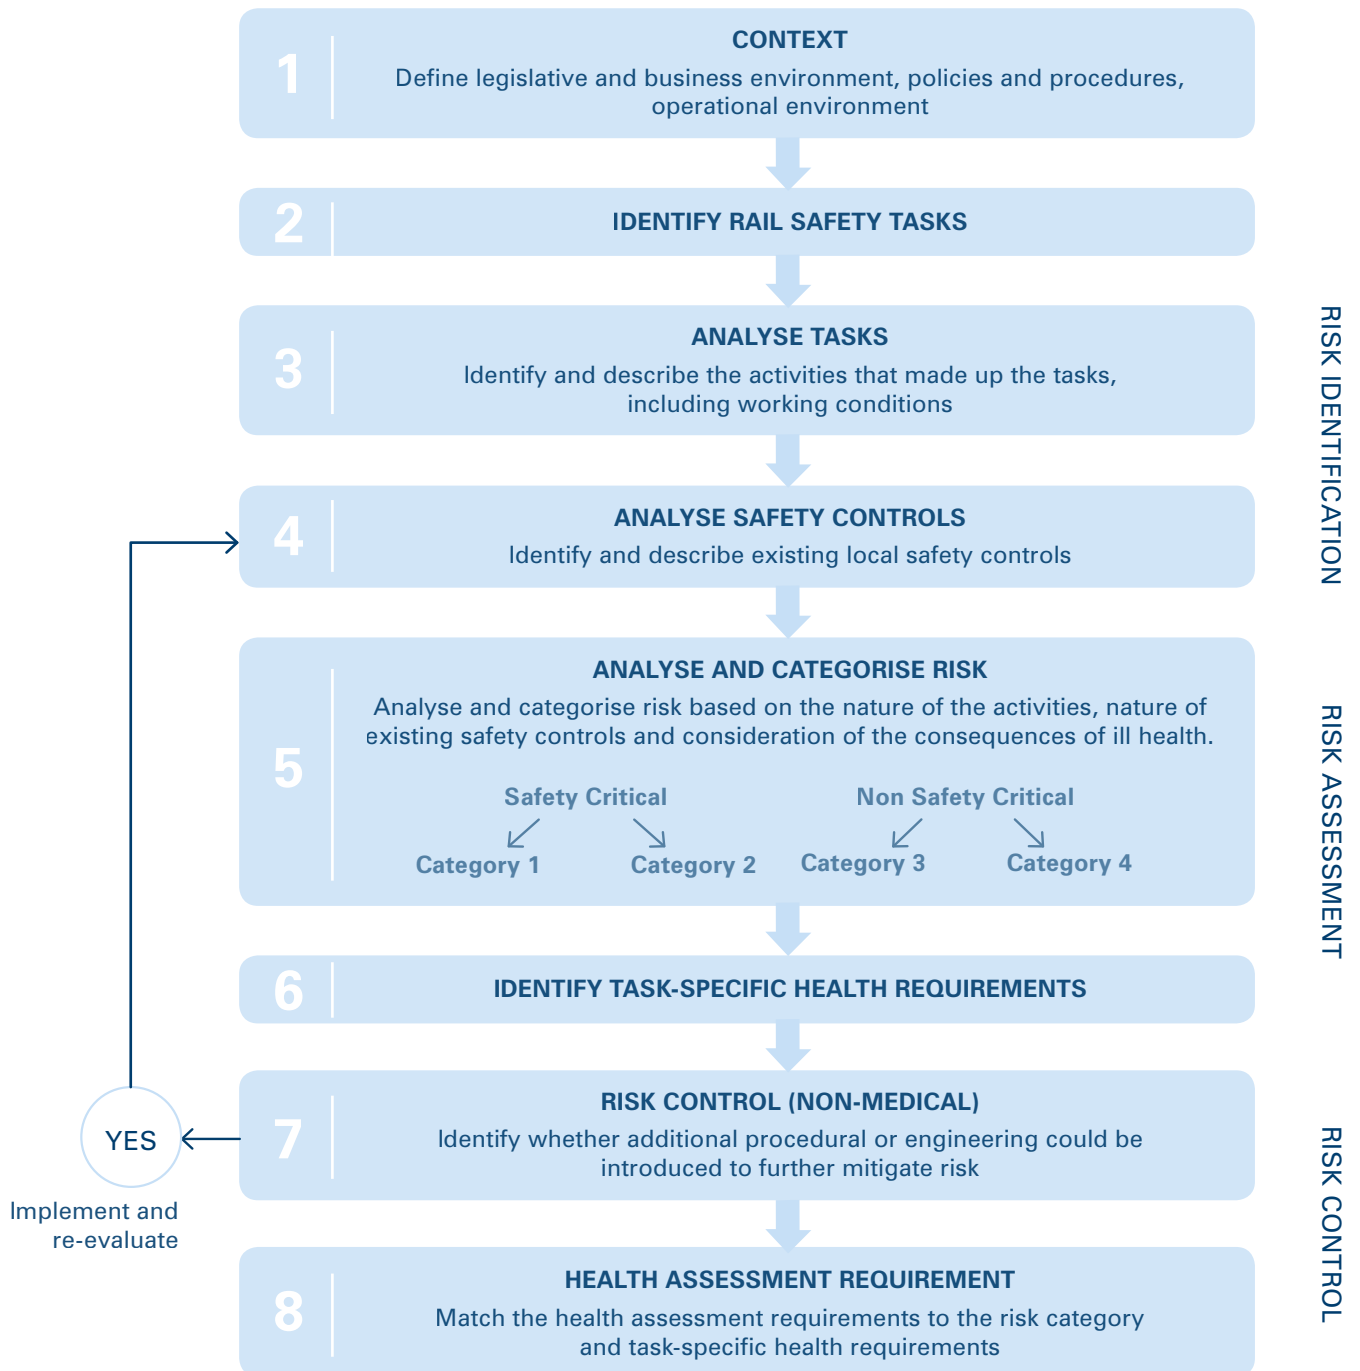 1
CONTEXT
Define legislative and business environment, policies and procedures,
operational environment
2
IDENTIFY RAIL SAFETY TASKS
3
ANALYSE TASKS
Identify and describe the activities that made up the tasks,
including working conditions
4
ANALYSE SAFETY CONTROLS
Identify and describe existing local safety controls
RISK IDENTIFICATION
5
ANALYSE AND CATEGORISE RISK
Analyse and categorise risk based on the nature of the activities, nature of
existing safety controls and consideration of the consequences of ill health.
Safety Critical
Non Safety Critical
Category 1
Category 2
Category 3
Category 4
RISK ASSESSMENT
6
IDENTIFY TASK-SPECIFIC HEALTH REQUIREMENTS
7
RISK CONTROL (NON-MEDICAL)
Identify whether additional procedural or engineering could be
introduced to further mitigate risk
YES
Implement and
re-evaluate
8
HEALTH ASSESSMENT REQUIREMENT
Match the health assessment requirements to the risk category
and task-specific health requirements
RISK CONTROL